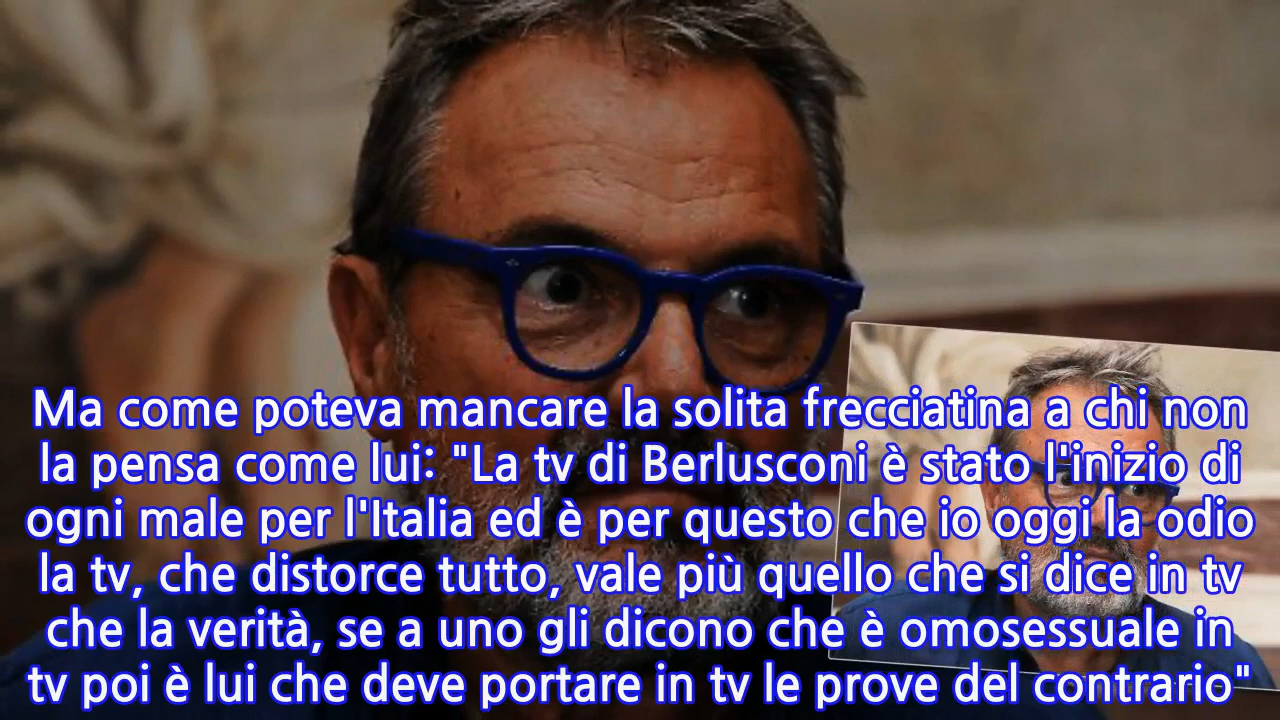 Ma come poteva mancare la solita frecciatina a chi non
la pensa come lui: "La tv di Berlusconi è stato l'inizio di
ogni male per l'Italia ed è per questo che io oggi la odio
la tv, che distorce tutto, vale più quello che si dice in tv
che la verità, se a uno gli dicono che è omosessuale in
tv poi è lui che deve portare in tv le prove del contrario"